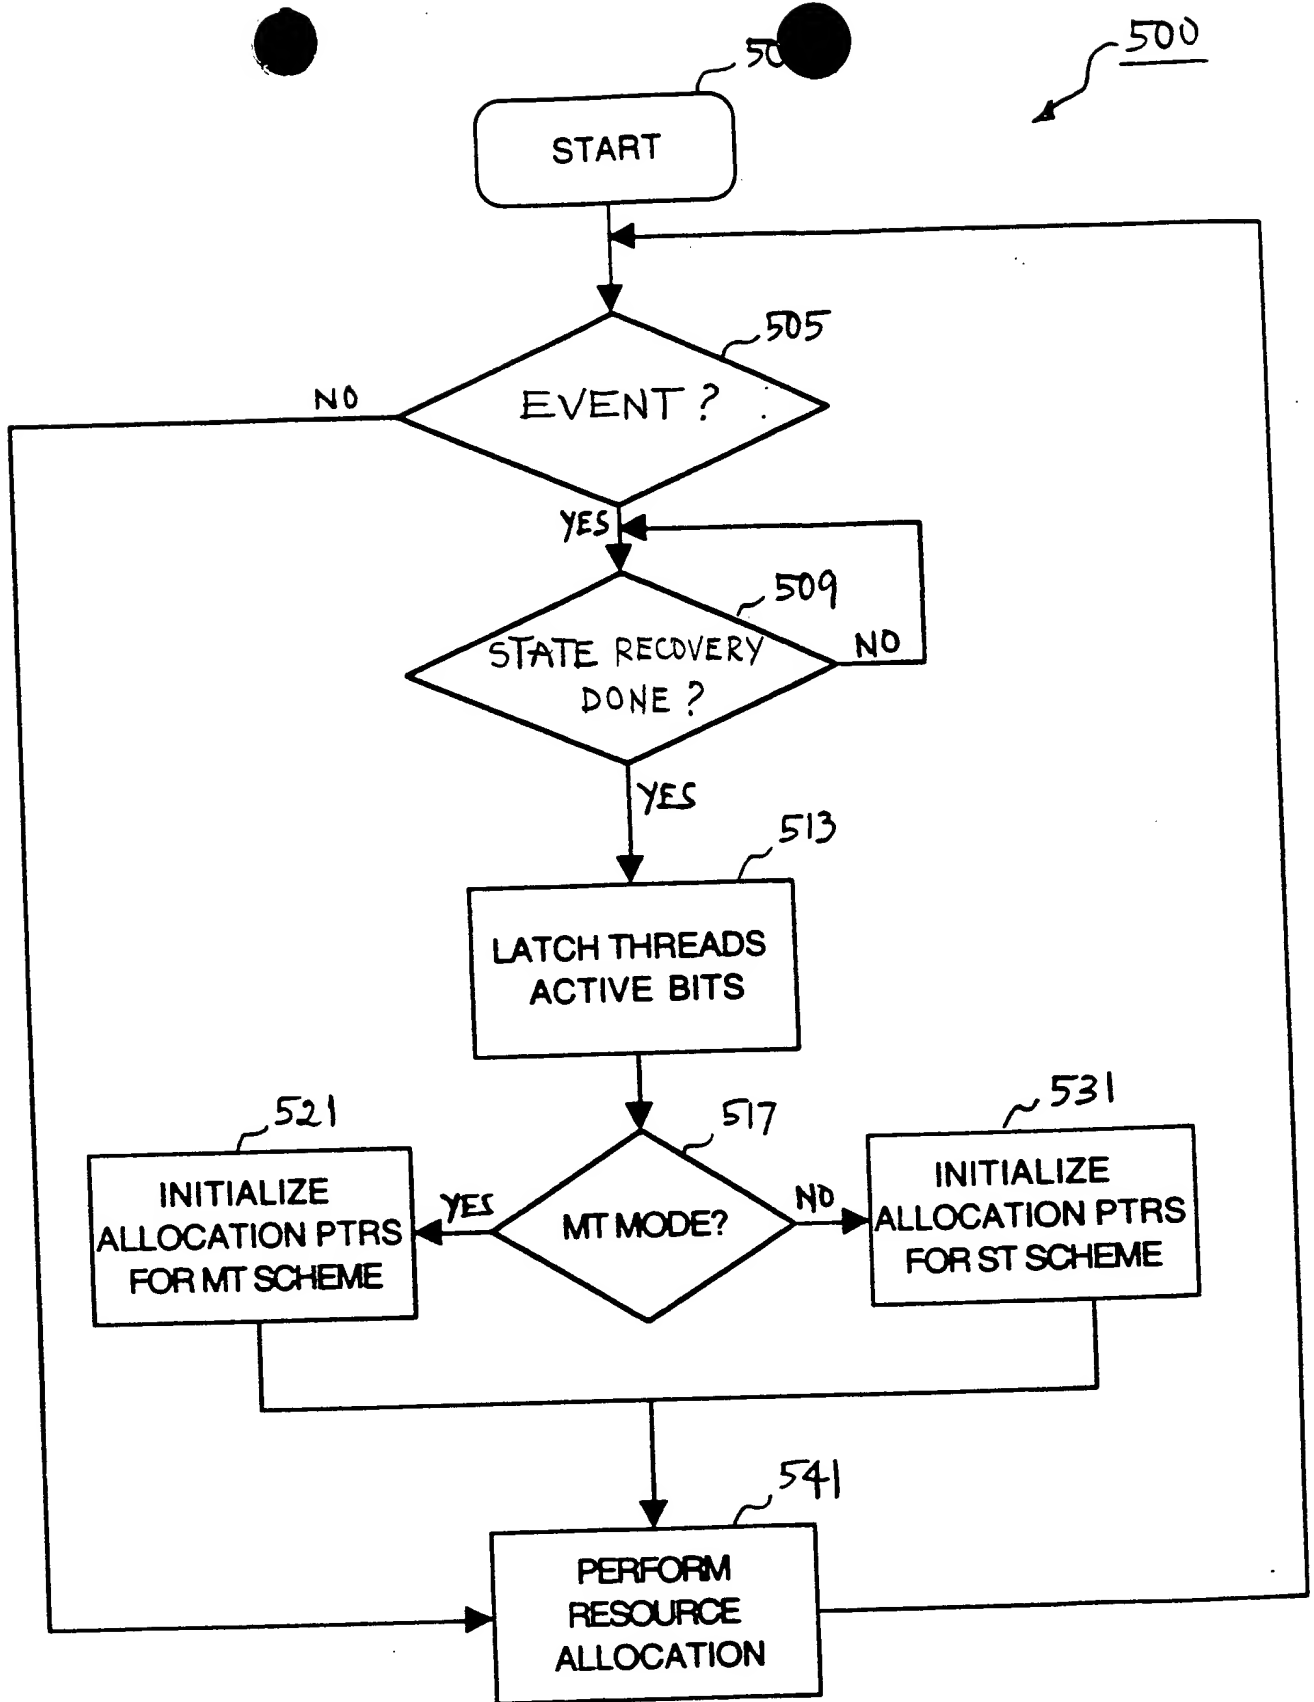 500
START
505
EVENT ?
NO
YES
509
STATE RECOVERY
DONE ?
NO
YES
513
LATCH THREADS
ACTIVE BITS
521
INITIALIZE
ALLOCATION PTRS
FOR MT SCHEME
YES
517
MT MODE?
NO
531
INITIALIZE
ALLOCATION PTRS
FOR ST SCHEME
541
PERFORM
RESOURCE
ALLOCATION